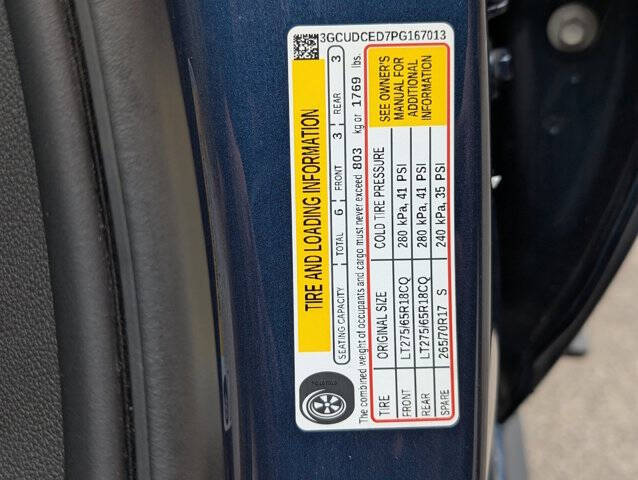 3GCUDCED7PG167013
TIRE AND LOADING INFORMATION
SEATING CAPACITY TOTAL 6 FRONT 3 REAR 3
The combined weight of occupants and cargo must never exceed 803 kg or 1769 lbs.
TIRE ORIGINAL SIZE COLD TIRE PRESSURE
FRONT LT275/65R18CQ 280 kPa, 41 PSI
REAR LT275/65R18CQ 280 kPa, 41 PSI
SPARE 265/70R17 S 240 kPa, 35 PSI
SEE OWNER'S
MANUAL FOR
ADDITIONAL
INFORMATION